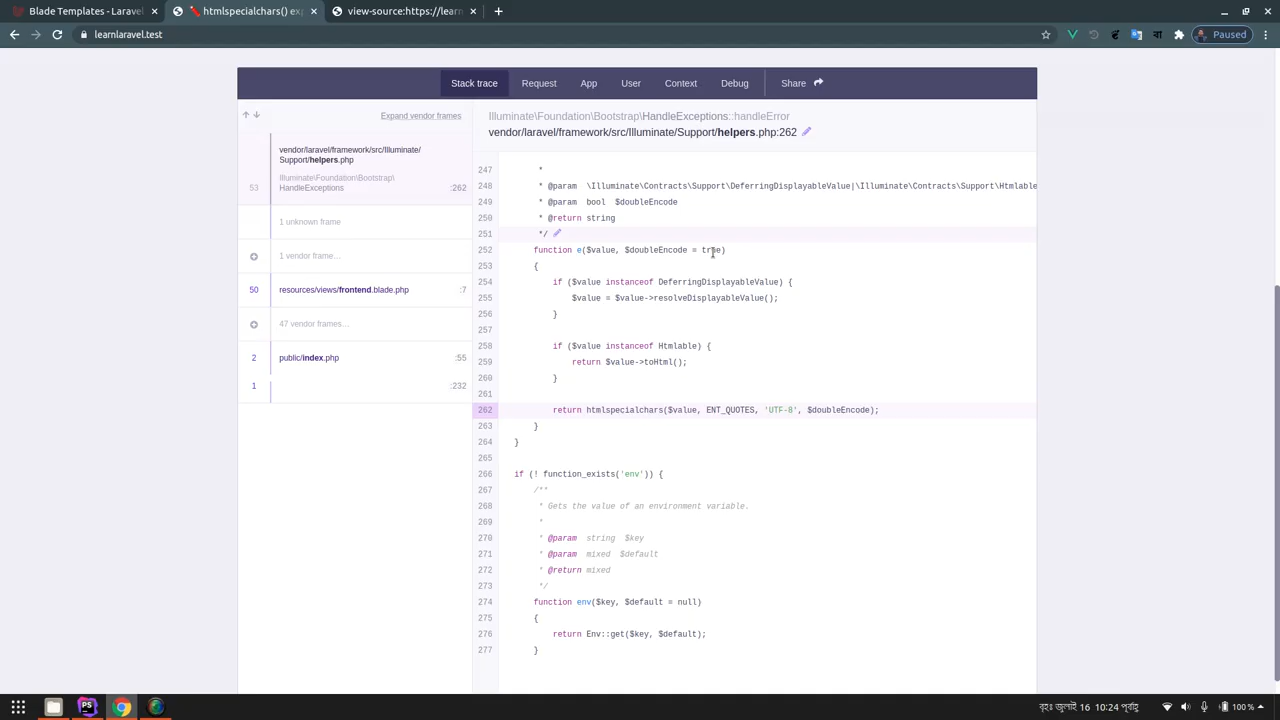 Blade Templates - Laravel
htmlspecialchars() ex
view-source:https://learn
learnlaravel.test
Paused
Stack trace
Request
App
User
Context
Debug
Share
Expand vendor frames
vendor/laravel/framework/src/Illuminate/
Support/helpers.php
Illuminate\Foundation\Bootstrap\
53 HandleExceptions :262
1 unknown frame
1 vendor frame…
50 resources/views/frontend.blade.php :7
47 vendor frames…
2 public/index.php :55
1 :232
Illuminate\Foundation\Bootstrap\HandleExceptions::handleError
vendor/laravel/framework/src/Illuminate/Support/helpers.php:262
247 *
248 * @param  \Illuminate\Contracts\Support\DeferringDisplayableValue|\Illuminate\Contracts\Support\Htmlable
249 * @param  bool  $doubleEncode
250 * @return string
251 */
252 function e($value, $doubleEncode = true)
253 {
254 if ($value instanceof DeferringDisplayableValue) {
255 $value = $value->resolveDisplayableValue();
256 }
257
258 if ($value instanceof Htmlable) {
259 return $value->toHtml();
260 }
261
262 return htmlspecialchars($value, ENT_QUOTES, 'UTF-8', $doubleEncode);
263 }
264 }
265
266 if (! function_exists('env')) {
267 /**
268 * Gets the value of an environment variable.
269 *
270 * @param  string  $key
271 * @param  mixed  $default
272 * @return mixed
273 */
274 function env($key, $default = null)
275 {
276 return Env::get($key, $default);
277 }
PS
বৃহঃ জুলাই 16 10:24 পূর্বাহ্ণ
100 %